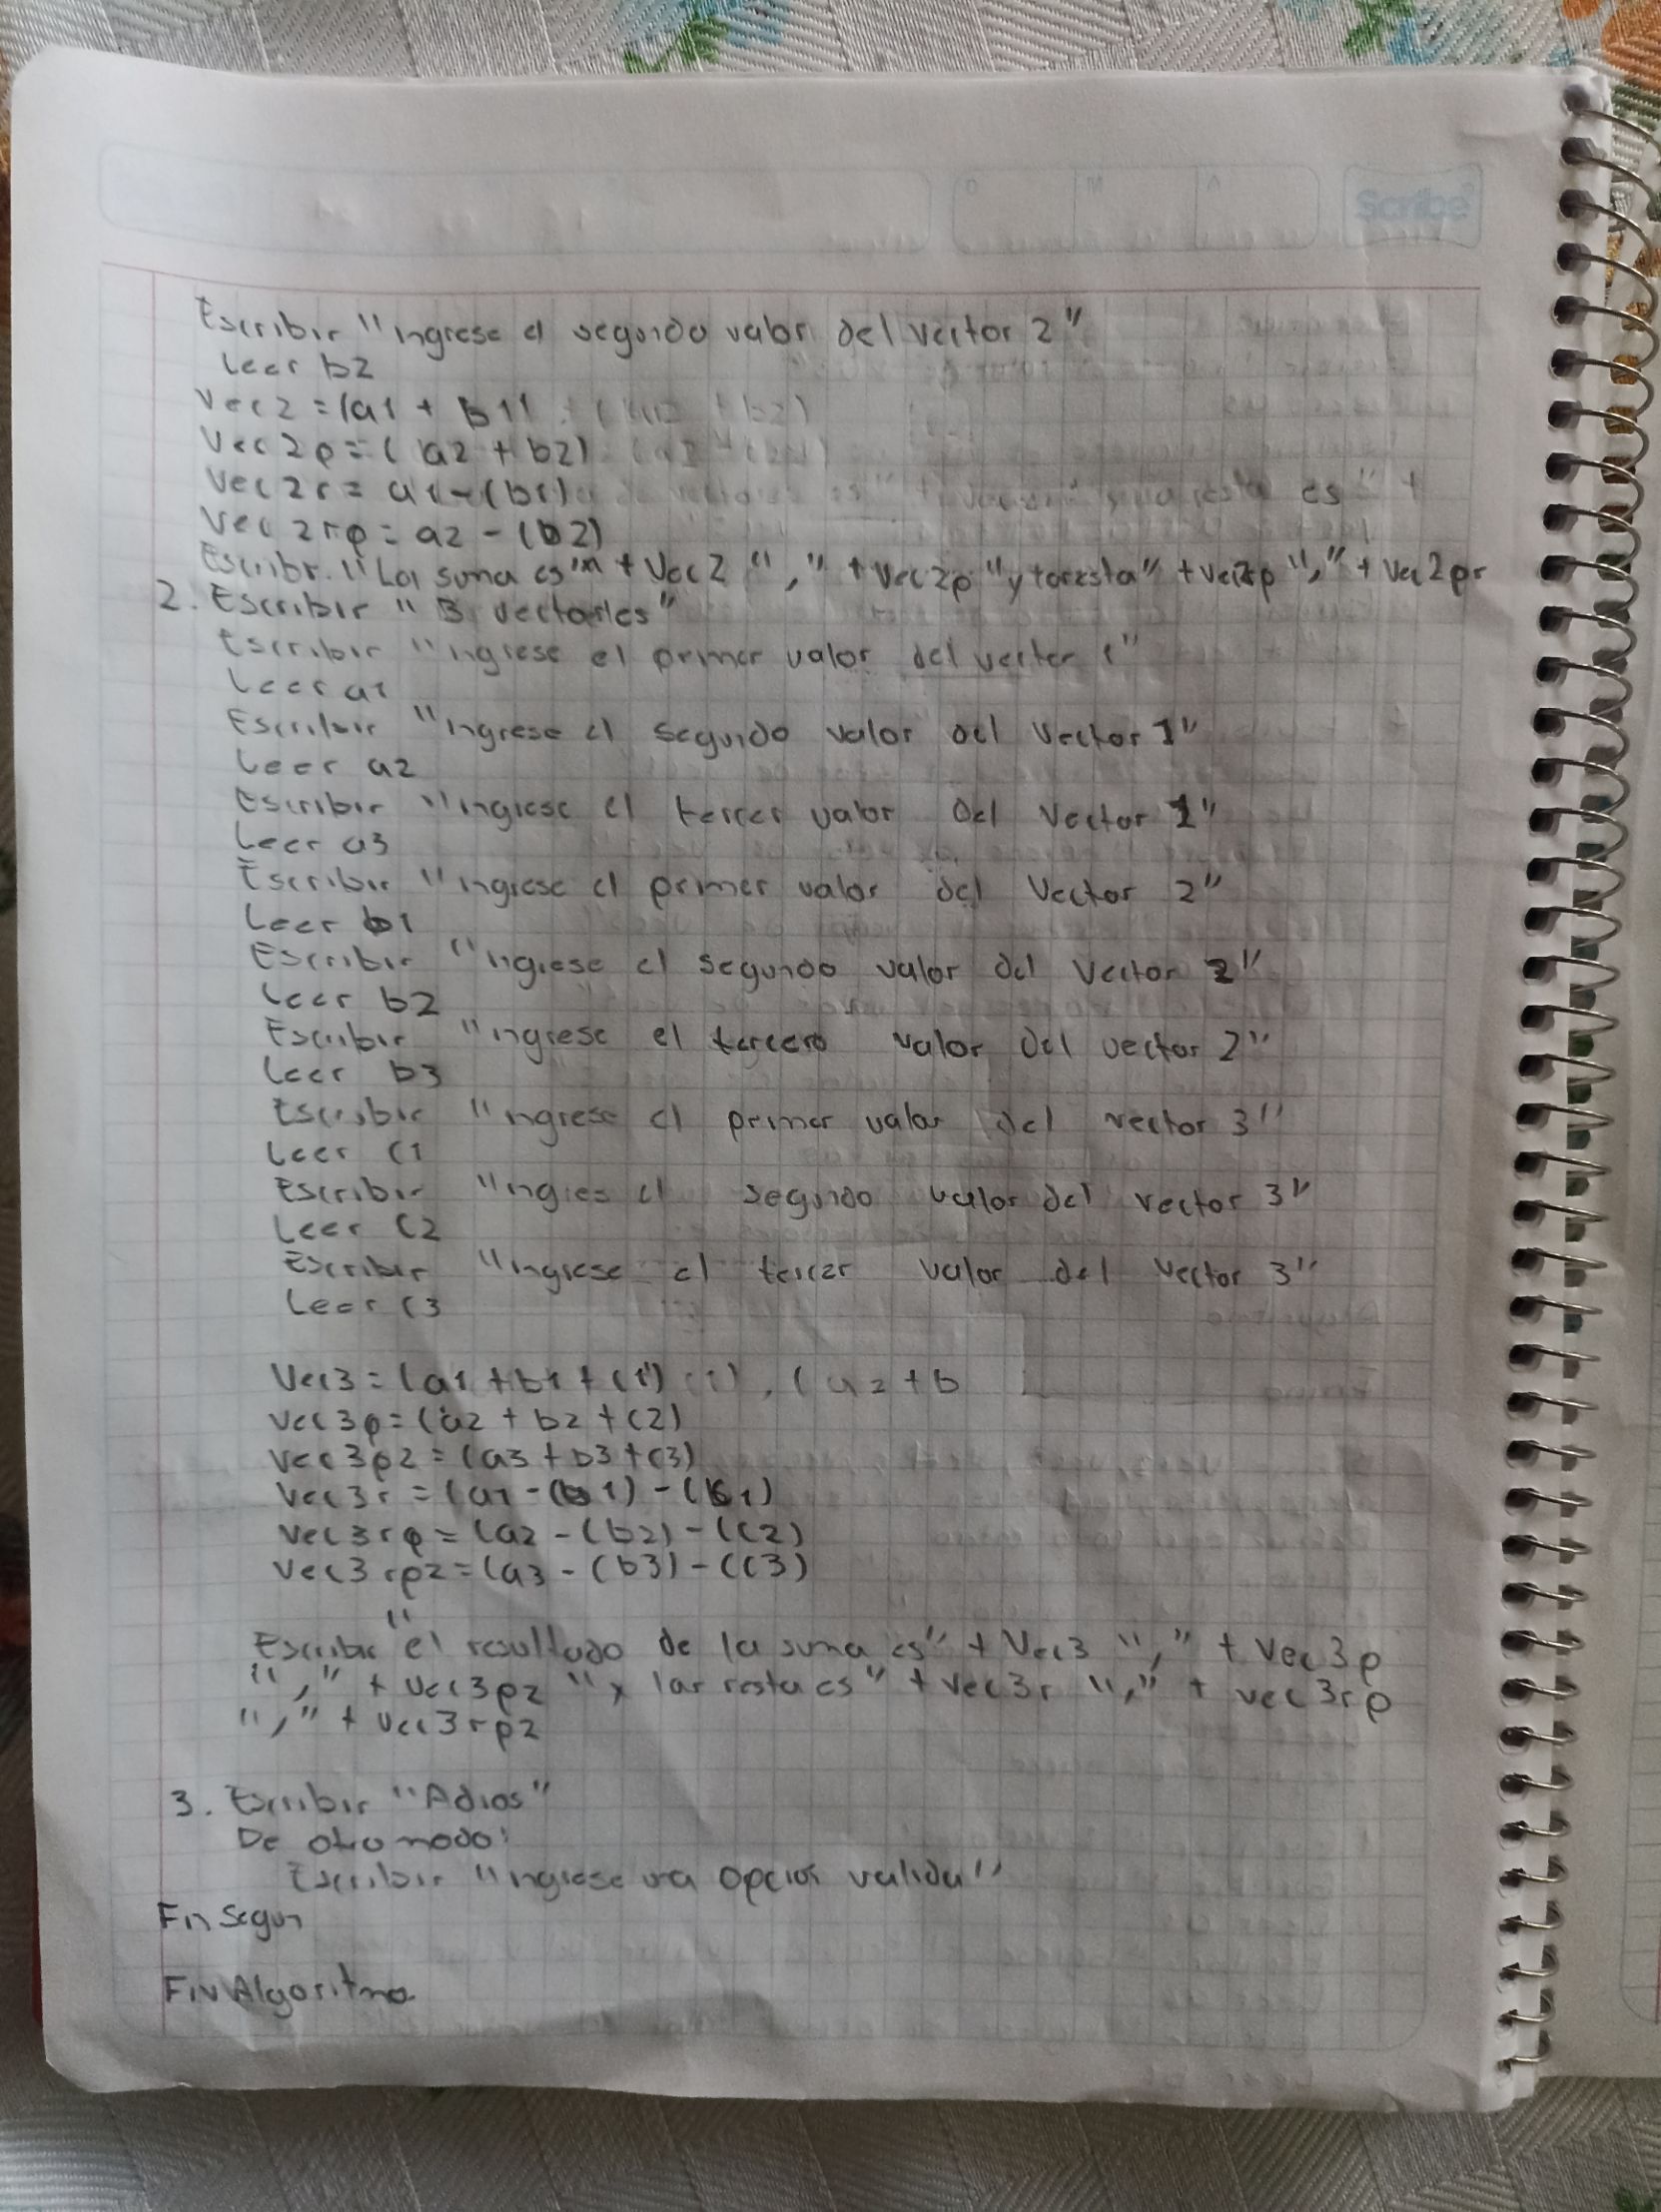 Scribe
Escribir "Ingrese el segundo valor del vector 2"
Leer b2
Vec2 = (a1 + b1)
Vec2p = (a2 + b2)
Vec2r = a1 - (b1)
Vec2rp = a2 - (b2)
Escribir "La suma es" + Vec2 "," + Vec2p "y la resta" + "," + Vec2pr
2. Escribir "3 vectores"
Escribir "Ingrese el primer valor del vector 1"
Leer a1
Escribir "Ingrese el segundo valor del Vector 1"
Leer a2
Escribir "Ingrese el tercer valor del Vector 1"
Leer a3
Escribir "Ingrese el primer valor del Vector 2"
Leer b1
Escribir "Ingrese el segundo valor del Vector 2"
Leer b2
Escribir "Ingrese el tercero valor del vector 2"
Leer b3
Escribir "Ingrese el primer valor del vector 3"
Leer c1
Escribir "Ingres el segundo valor del vector 3"
Leer c2
Escribir "Ingrese el tercer valor del vector 3"
Leer c3
Vec3 = (a1 + b1 + c1) , (a2 + b
Vec3p = (a2 + b2 + c2)
Vec3p2 = (a3 + b3 + c3)
Vec3r = (a1 - (b1) - (c1)
Vec3rp = (a2 - (b2) - (c2)
Vec3rp2 = (a3 - (b3) - (c3)
Escribir "el resultado de la suma es" + Vec3 "," + Vec3p
"," + Vec3p2 "y la resta es" + Vec3r "," + vec3rp
"," + Vec3rp2
3. Escribir "Adios"
De otro modo:
Escribir "Ingrese una opcion valida"
Fin Segun
Fin Algoritmo